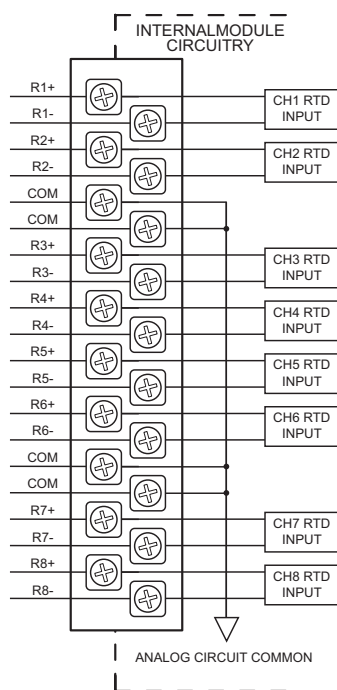 INTERNALMODULE
CIRCUITRY
R1+
R1-
R2+
R2-
COM
COM
R3+
R3-
R4+
R4-
R5+
R5-
R6+
R6-
COM
COM
R7+
R7-
R8+
R8-
CH1 RTD
INPUT
CH2 RTD
INPUT
CH3 RTD
INPUT
CH4 RTD
INPUT
CH5 RTD
INPUT
CH6 RTD
INPUT
CH7 RTD
INPUT
CH8 RTD
INPUT
ANALOG CIRCUIT COMMON